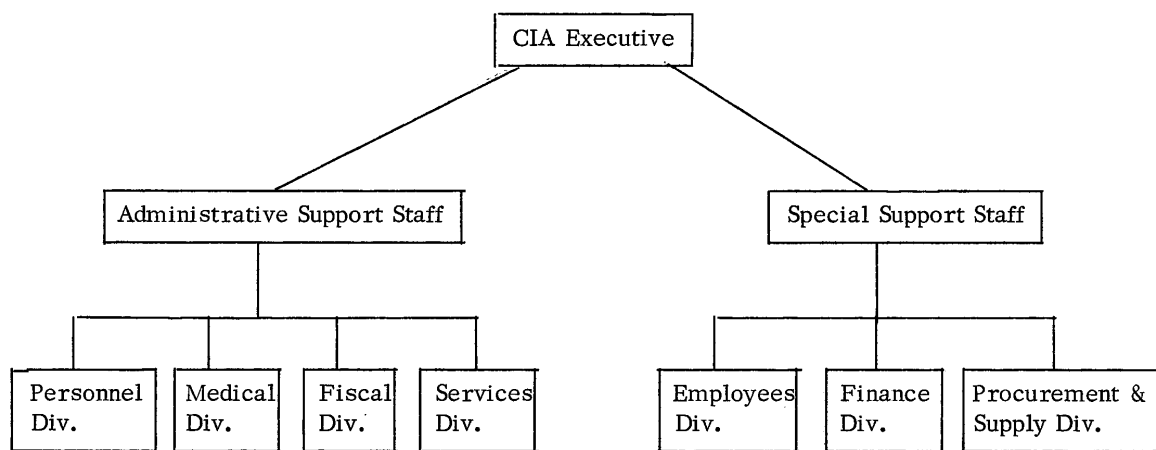 CIA Executive
Administrative Support Staff
Special Support Staff
Personnel
Div.
Medical
Div.
Fiscal
Div.
Services
Div.
Employees
Div.
Finance
Div.
Procurement &
Supply Div.